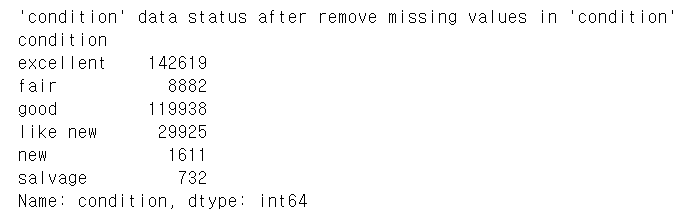 'condition' data status after remove missing values in 'condition'
condition
excellent    142619
fair           8882
good         119938
like new      29925
new            1611
salvage         732
Name: condition, dtype: int64